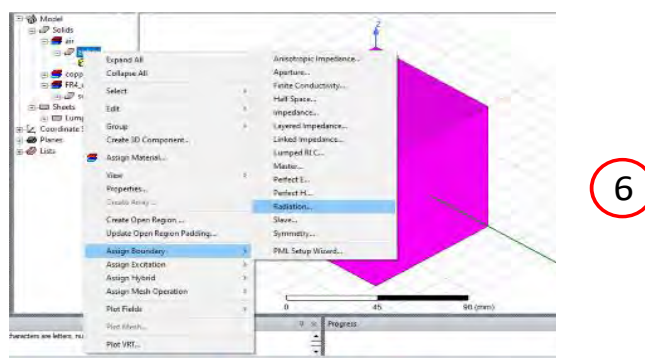 Model
Solids
air
copp
FR4_
Sheets
Lump
Coordinate S
Planes
Lists
Expand All
Collapse All
Select
Edit
Group
Create 3D Component...
Assign Material...
View
Properties...
Create Array...
Create Open Region...
Update Open Region Padding...
Assign Boundary
Assign Excitation
Assign Hybrid
Assign Mesh Operation
Plot Fields
Plot Mesh...
Plot VRT...
Anisotropic Impedance...
Aperture...
Finite Conductivity...
Half Space...
Impedance...
Layered Impedance...
Linked Impedance...
Lumped RLC...
Master...
Perfect E...
Perfect H...
Radiation...
Slave...
Symmetry...
PML Setup Wizard...
Z
0 45 90 (mm)
Progress
characters are letters, nu
6